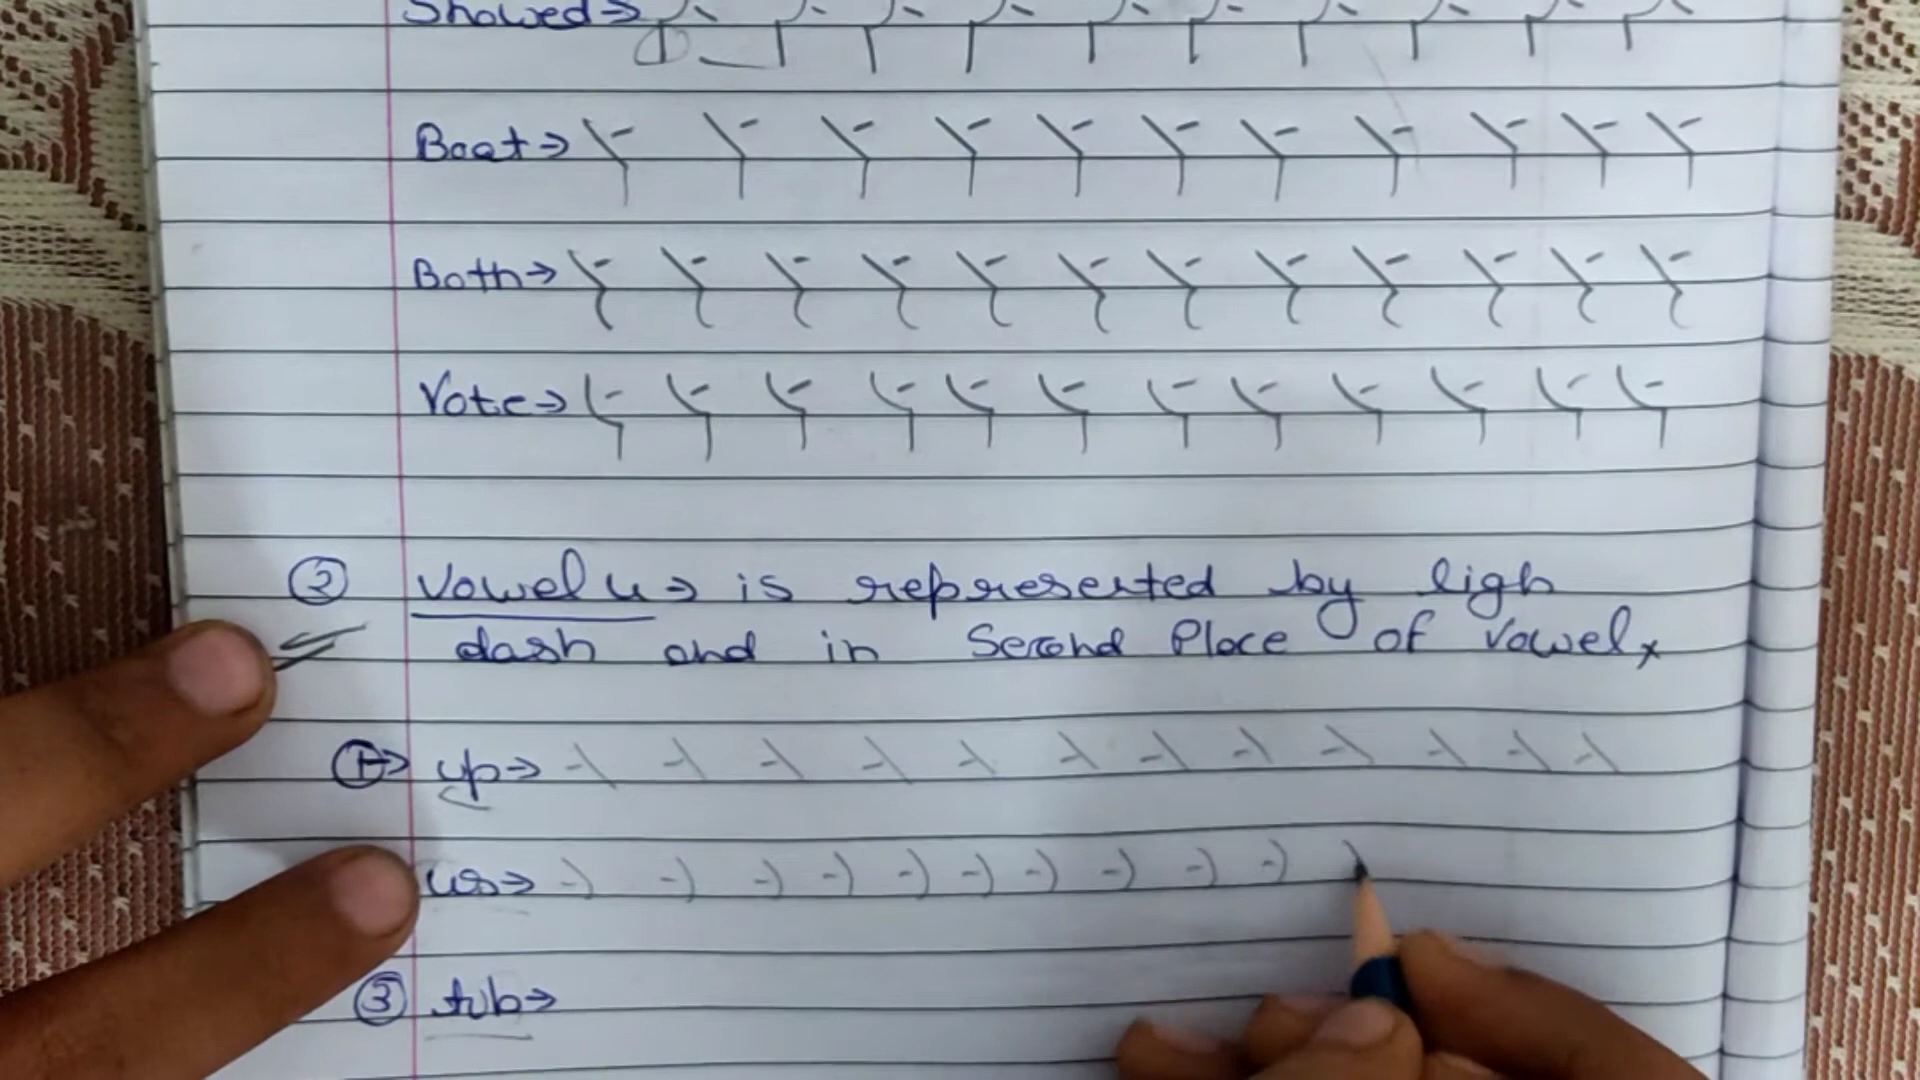 Showed→
Boat→
Both→
Vote→
② Vowel u→ is represented by ligh
dash and in Second Place of Vowel
①→ up→
us→
③ tub→